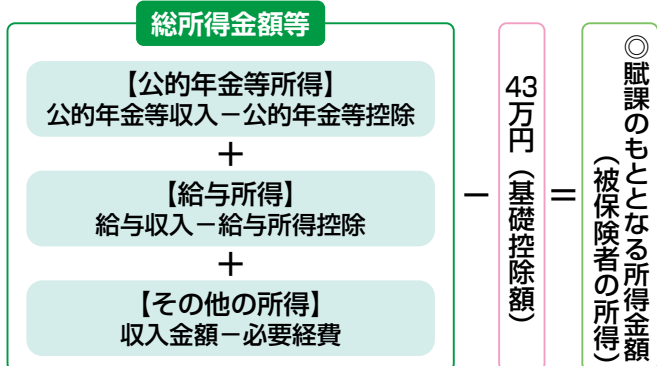 総所得金額等
【公的年金等所得】
公的年金等収入－公的年金等控除
＋
【給与所得】
給与収入－給与所得控除
＋
【その他の所得】
収入金額－必要経費
－
43万円（基礎控除額）
＝
◎賦課のもととなる所得金額
（被保険者の所得）